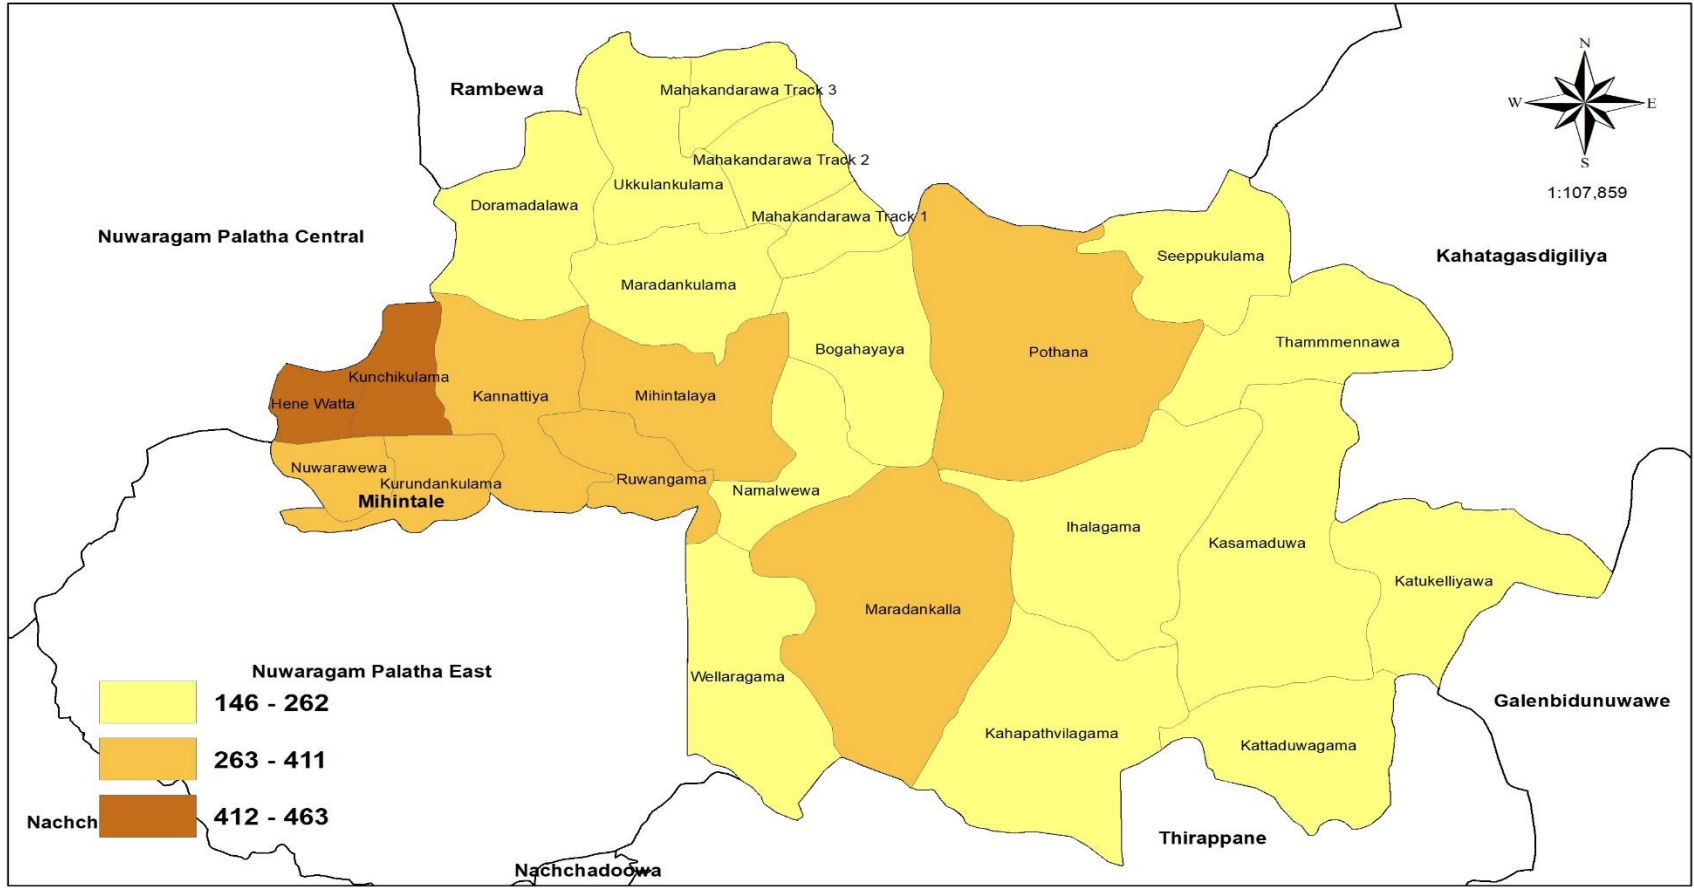 N
Rambewa
Mahakandarawa Track 3
W
E
Mahakandarawa Track 2
S
Ukkulankulama
1:107,859
Doramadalawa
Mahakandarawa Track 1
Nuwaragam Palatha Central
Seeppukulama
Kahatagasdigiliya
Maradankulama
Thammmennawa
Bogahayaya
Pothana
Kunchikulama
Kannattiya
Mihintalaya
Hene Watta
Nuwarawewa
Kurundankulama
Ruwangama
Namalwewa
Mihintale
Ihalagama
Kasamaduwa
Katukelliyawa
Maradankalla
Nuwaragam Palatha East
Wellaragama
146 - 262
Galenbidunuwawe
Kahapathvilagama
Kattaduwagama
263 - 411
412 - 463
Nachch
Thirappane
Nachchadoowa